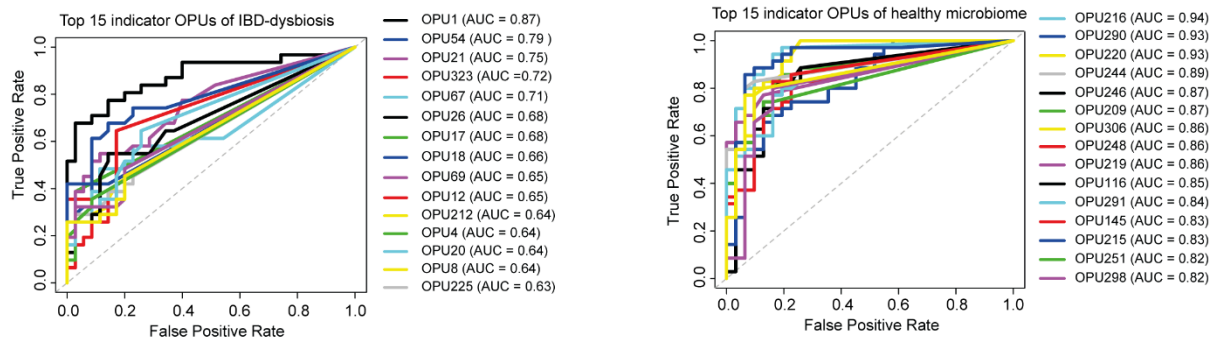 Top 15 indicator OPUs of IBD-dysbiosis
True Positive Rate
1.0
0.8
0.6
0.4
0.2
0.0
0.0 0.2 0.4 0.6 0.8 1.0
False Positive Rate
OPU1 (AUC = 0.87)
OPU54 (AUC = 0.79 )
OPU21 (AUC = 0.75)
OPU323 (AUC =0.72)
OPU67 (AUC = 0.71)
OPU26 (AUC = 0.68)
OPU17 (AUC = 0.68)
OPU18 (AUC = 0.66)
OPU69 (AUC = 0.65)
OPU12 (AUC = 0.65)
OPU212 (AUC = 0.64)
OPU4 (AUC = 0.64)
OPU20 (AUC = 0.64)
OPU8 (AUC = 0.64)
OPU225 (AUC = 0.63)
Top 15 indicator OPUs of healthy microbiome
True Positive Rate
1.0
0.8
0.6
0.4
0.2
0.0
0.0 0.2 0.4 0.6 0.8 1.0
False Positive Rate
OPU216 (AUC = 0.94)
OPU290 (AUC = 0.93)
OPU220 (AUC = 0.93)
OPU244 (AUC = 0.89)
OPU246 (AUC = 0.87)
OPU209 (AUC = 0.87)
OPU306 (AUC = 0.86)
OPU248 (AUC = 0.86)
OPU219 (AUC = 0.86)
OPU116 (AUC = 0.85)
OPU291 (AUC = 0.84)
OPU145 (AUC = 0.83)
OPU215 (AUC = 0.83)
OPU251 (AUC = 0.82)
OPU298 (AUC = 0.82)